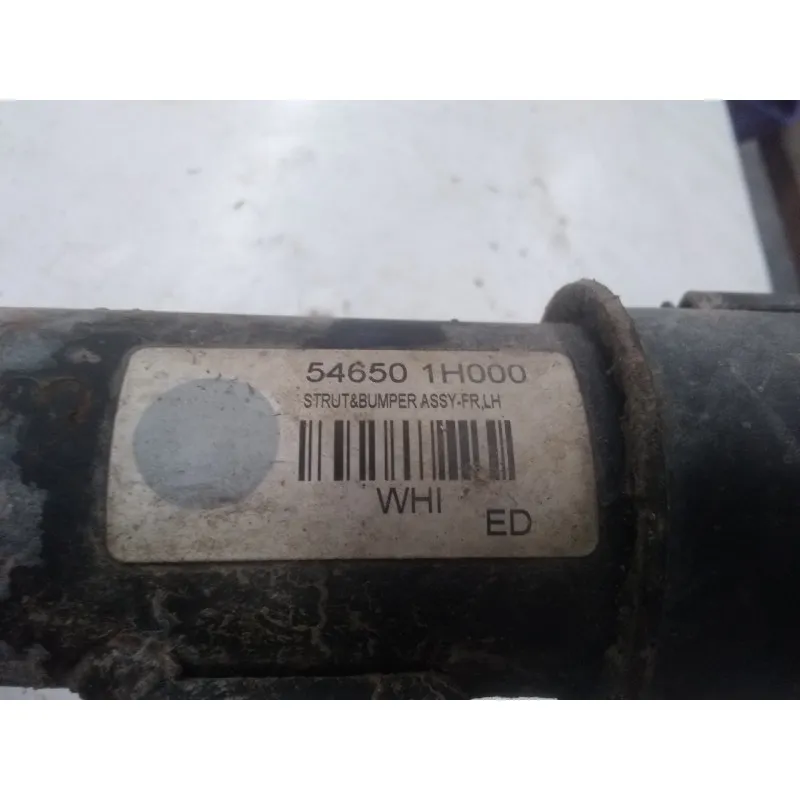 54650 1H000
STRUT&BUMPER ASSY-FR,LH
WHI
ED